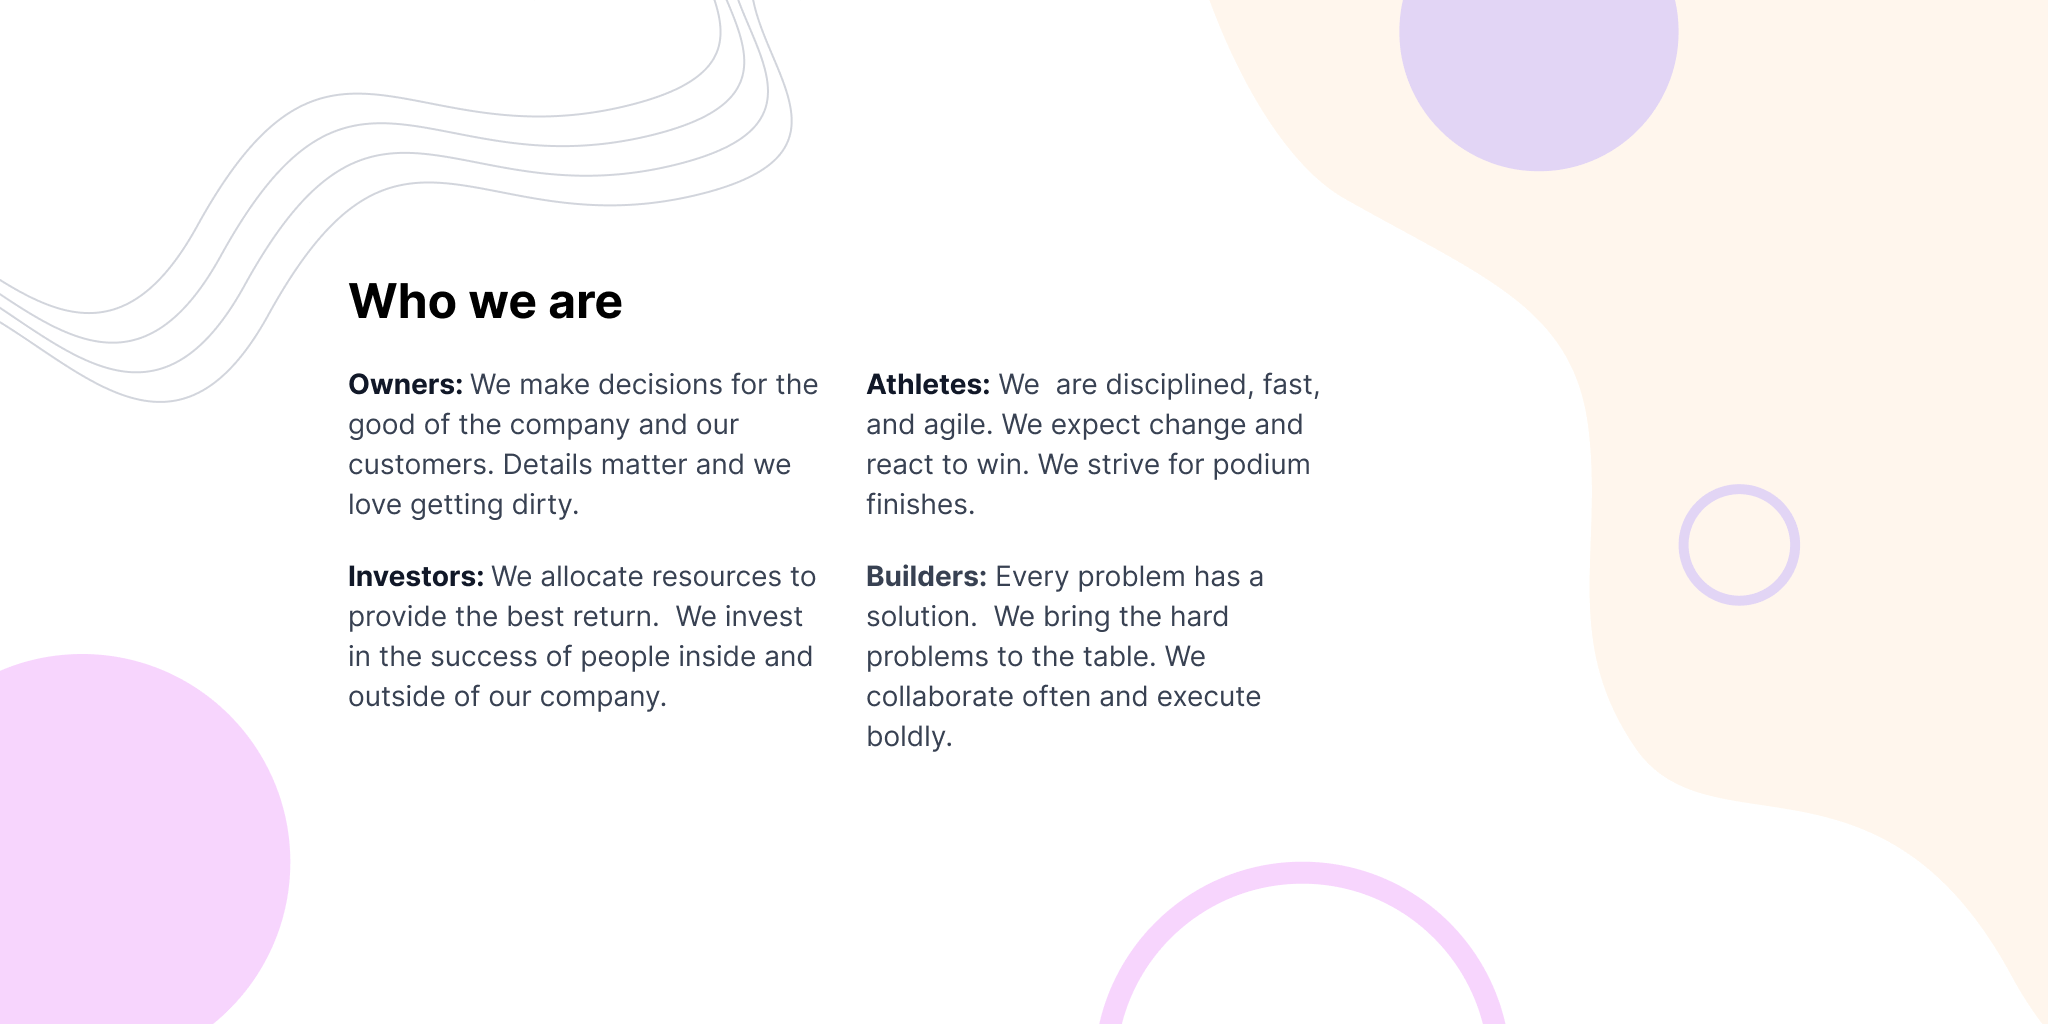 Who we are
Owners: We make decisions for the
good of the company and our
customers. Details matter and we
love getting dirty.
Investors: We allocate resources to
provide the best return.  We invest
in the success of people inside and
outside of our company.
Athletes: We  are disciplined, fast,
and agile. We expect change and
react to win. We strive for podium
finishes.
Builders: Every problem has a
solution.  We bring the hard
problems to the table. We
collaborate often and execute
boldly.